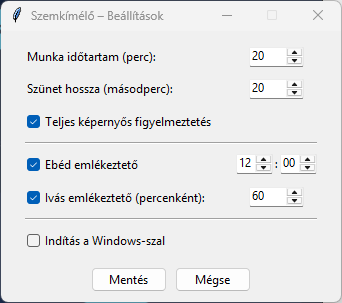 Szemkímélő – Beállítások
Munka időtartam (perc): 20
Szünet hossza (másodperc): 20
Teljes képernyős figyelmeztetés
Ebéd emlékeztető 12 : 00
Ivás emlékeztető (percenként): 60
Indítás a Windows-szal
Mentés Mégse